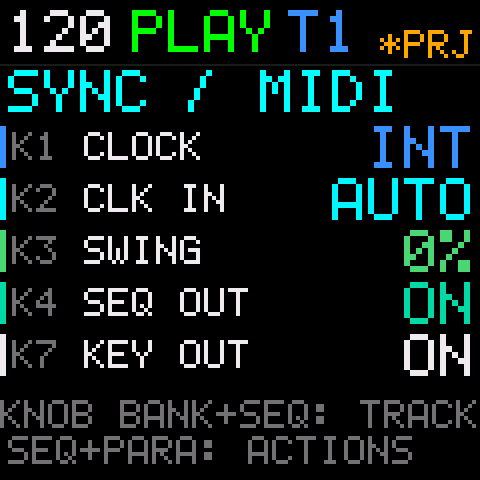 120 PLAY T1 *PRJ
SYNC / MIDI
K1 CLOCK INT
K2 CLK IN AUTO
K3 SWING 0%
K4 SEQ OUT ON
K7 KEY OUT ON
KNOB BANK+SEQ: TRACK
SEQ+PARA: ACTIONS